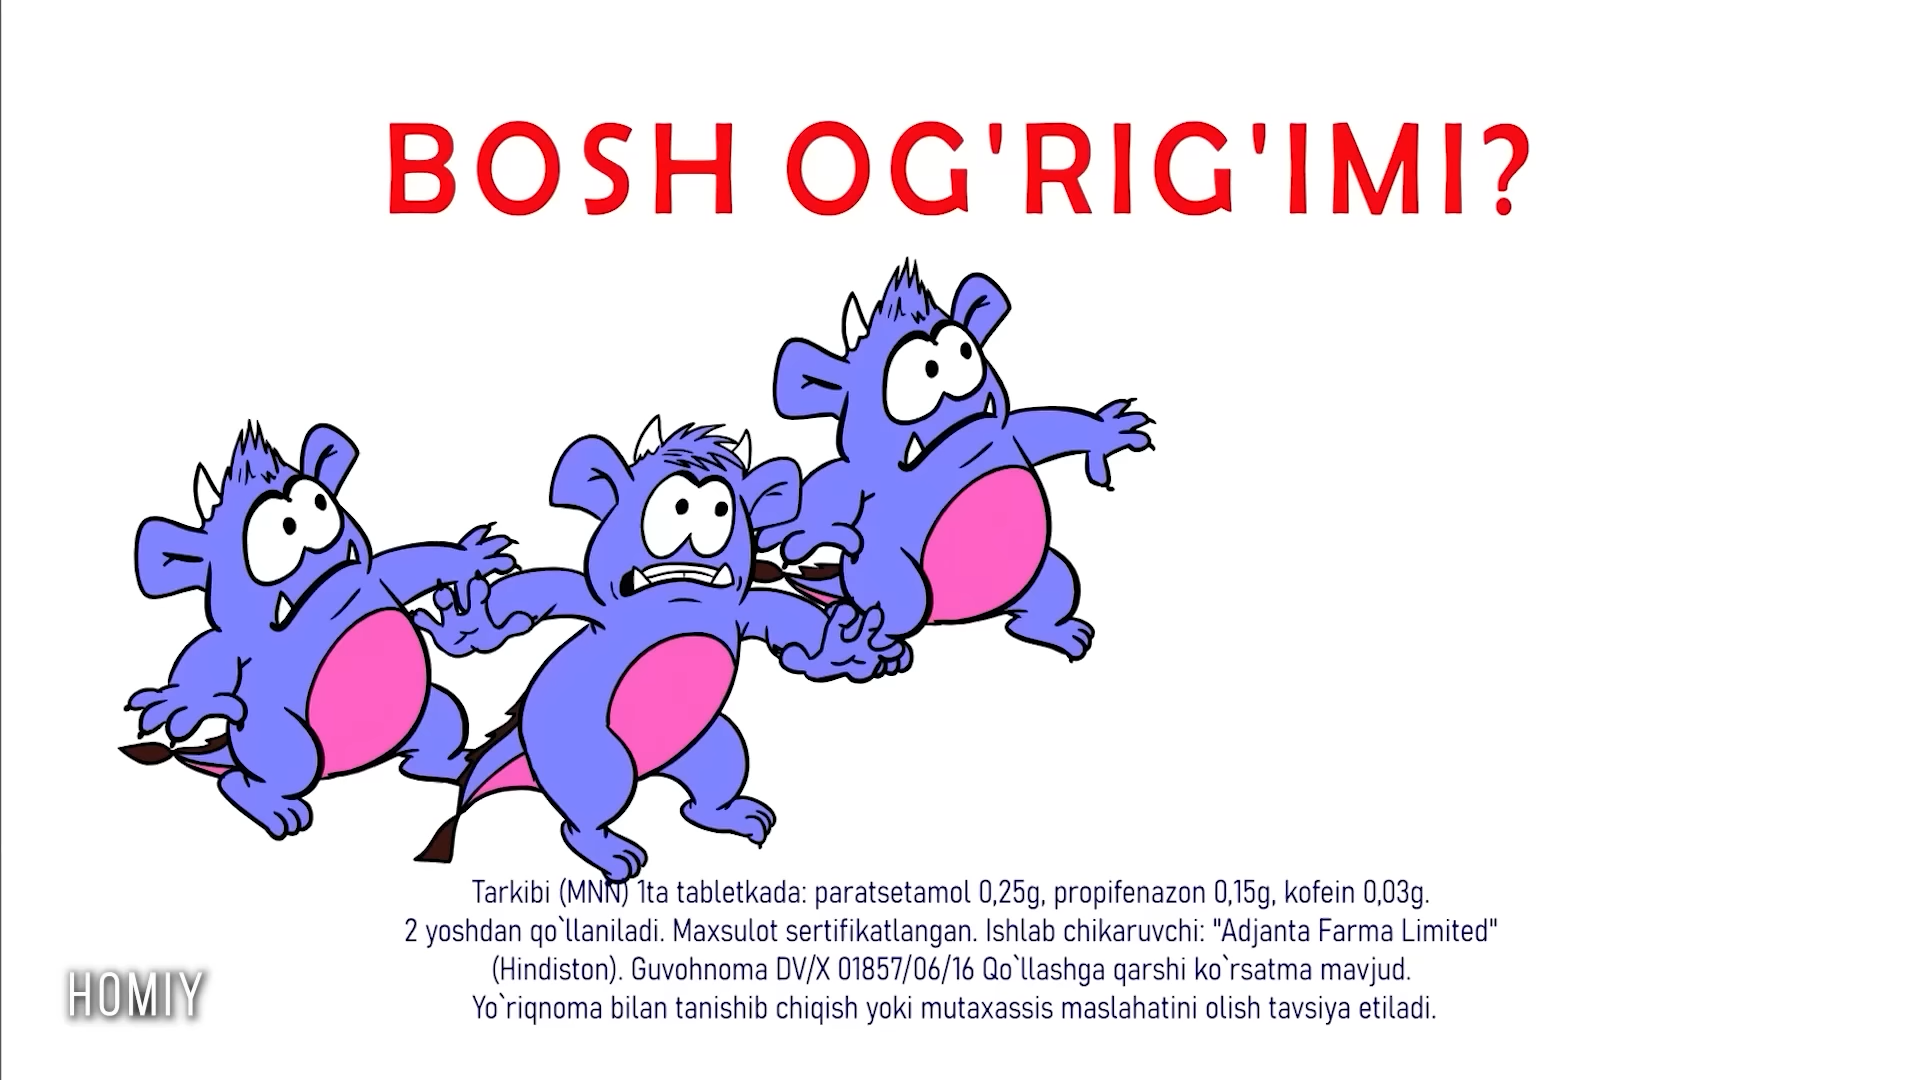 BOSH OG'RIG'IMI?
Tarkibi (MNN) 1ta tabletkada: paratsetamol 0,25g, propifenazon 0,15g, kofein 0,03g.
2 yoshdan qo`llaniladi. Maxsulot sertifikatlangan. Ishlab chikaruvchi: "Adjanta Farma Limited"
(Hindiston). Guvohnoma DV/X 01857/06/16 Qo`llashga qarshi ko`rsatma mavjud.
Yo`riqnoma bilan tanishib chiqish yoki mutaxassis maslahatini olish tavsiya etiladi.
HOMIY